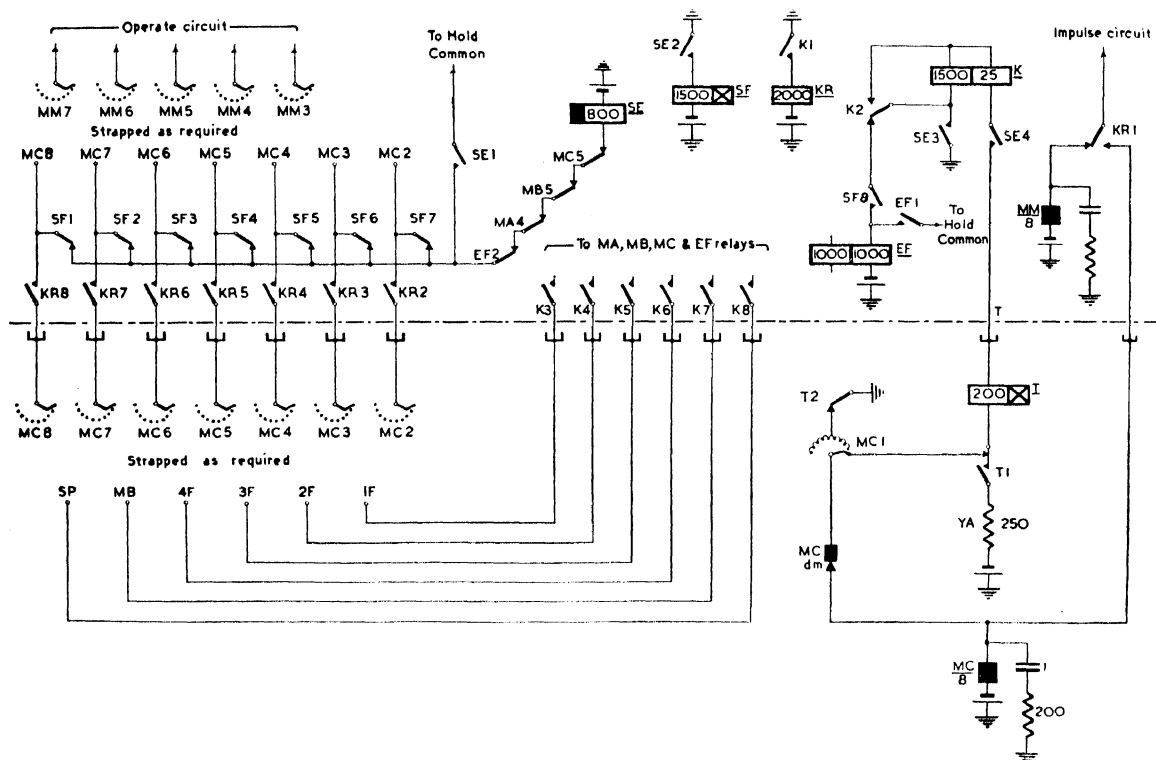 Operate circuit
MM7 MM6 MM5 MM4 MM3
Strapped as required
MC8 MC7 MC6 MC5 MC4 MC3 MC2
SF1 SF2 SF3 SF4 SF5 SF6 SF7
KR8 KR7 KR6 KR5 KR4 KR3 KR2
MC8 MC7 MC6 MC5 MC4 MC3 MC2
Strapped as required
SP MB 4F 3F 2F 1F
To Hold
Common
SE1
EF2
MA4
MB5
MC5
800 SE
SE2
1500 SF
K1
2000 KR
To MA, MB, MC & EF relays
K3 K4 K5 K6 K7 K8
1500 25 K
K2
SE3
SE4
SF8
EF1
To
Hold
Common
1000 1000 EF
T
Impulse circuit
KR1
MM
8
200 I
T2
MC1
T1
YA 250
MC
dm
MC
8
1
200